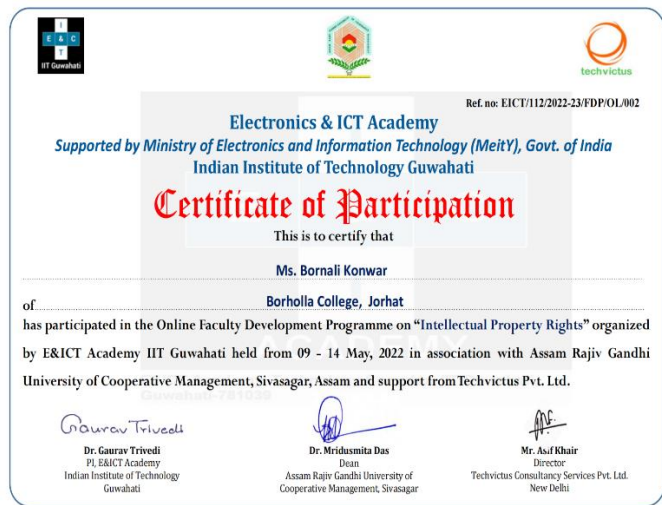 I
E & C
T
IIT Guwahati
techvictus
Ref. no: EICT/112/2022-23/FDP/OL/002
Electronics & ICT Academy
Supported by Ministry of Electronics and Information Technology (MeitY), Govt. of India
Indian Institute of Technology Guwahati
Certificate of Participation
This is to certify that
Ms. Bornali Konwar
of Borholla College, Jorhat
has participated in the Online Faculty Development Programme on “Intellectual Property Rights” organized
by E&ICT Academy IIT Guwahati held from 09 - 14 May, 2022 in association with Assam Rajiv Gandhi
University of Cooperative Management, Sivasagar, Assam and support from Techvictus Pvt. Ltd.
ACADEMY
Guwahati-781039
Gaurav Trivedi
Dr. Gaurav Trivedi
PI, E&ICT Academy
Indian Institute of Technology
Guwahati
Dr. Mridusmita Das
Dean
Assam Rajiv Gandhi University of
Cooperative Management, Sivasagar
Mr. Asif Khair
Director
Techvictus Consultancy Services Pvt. Ltd.
New Delhi